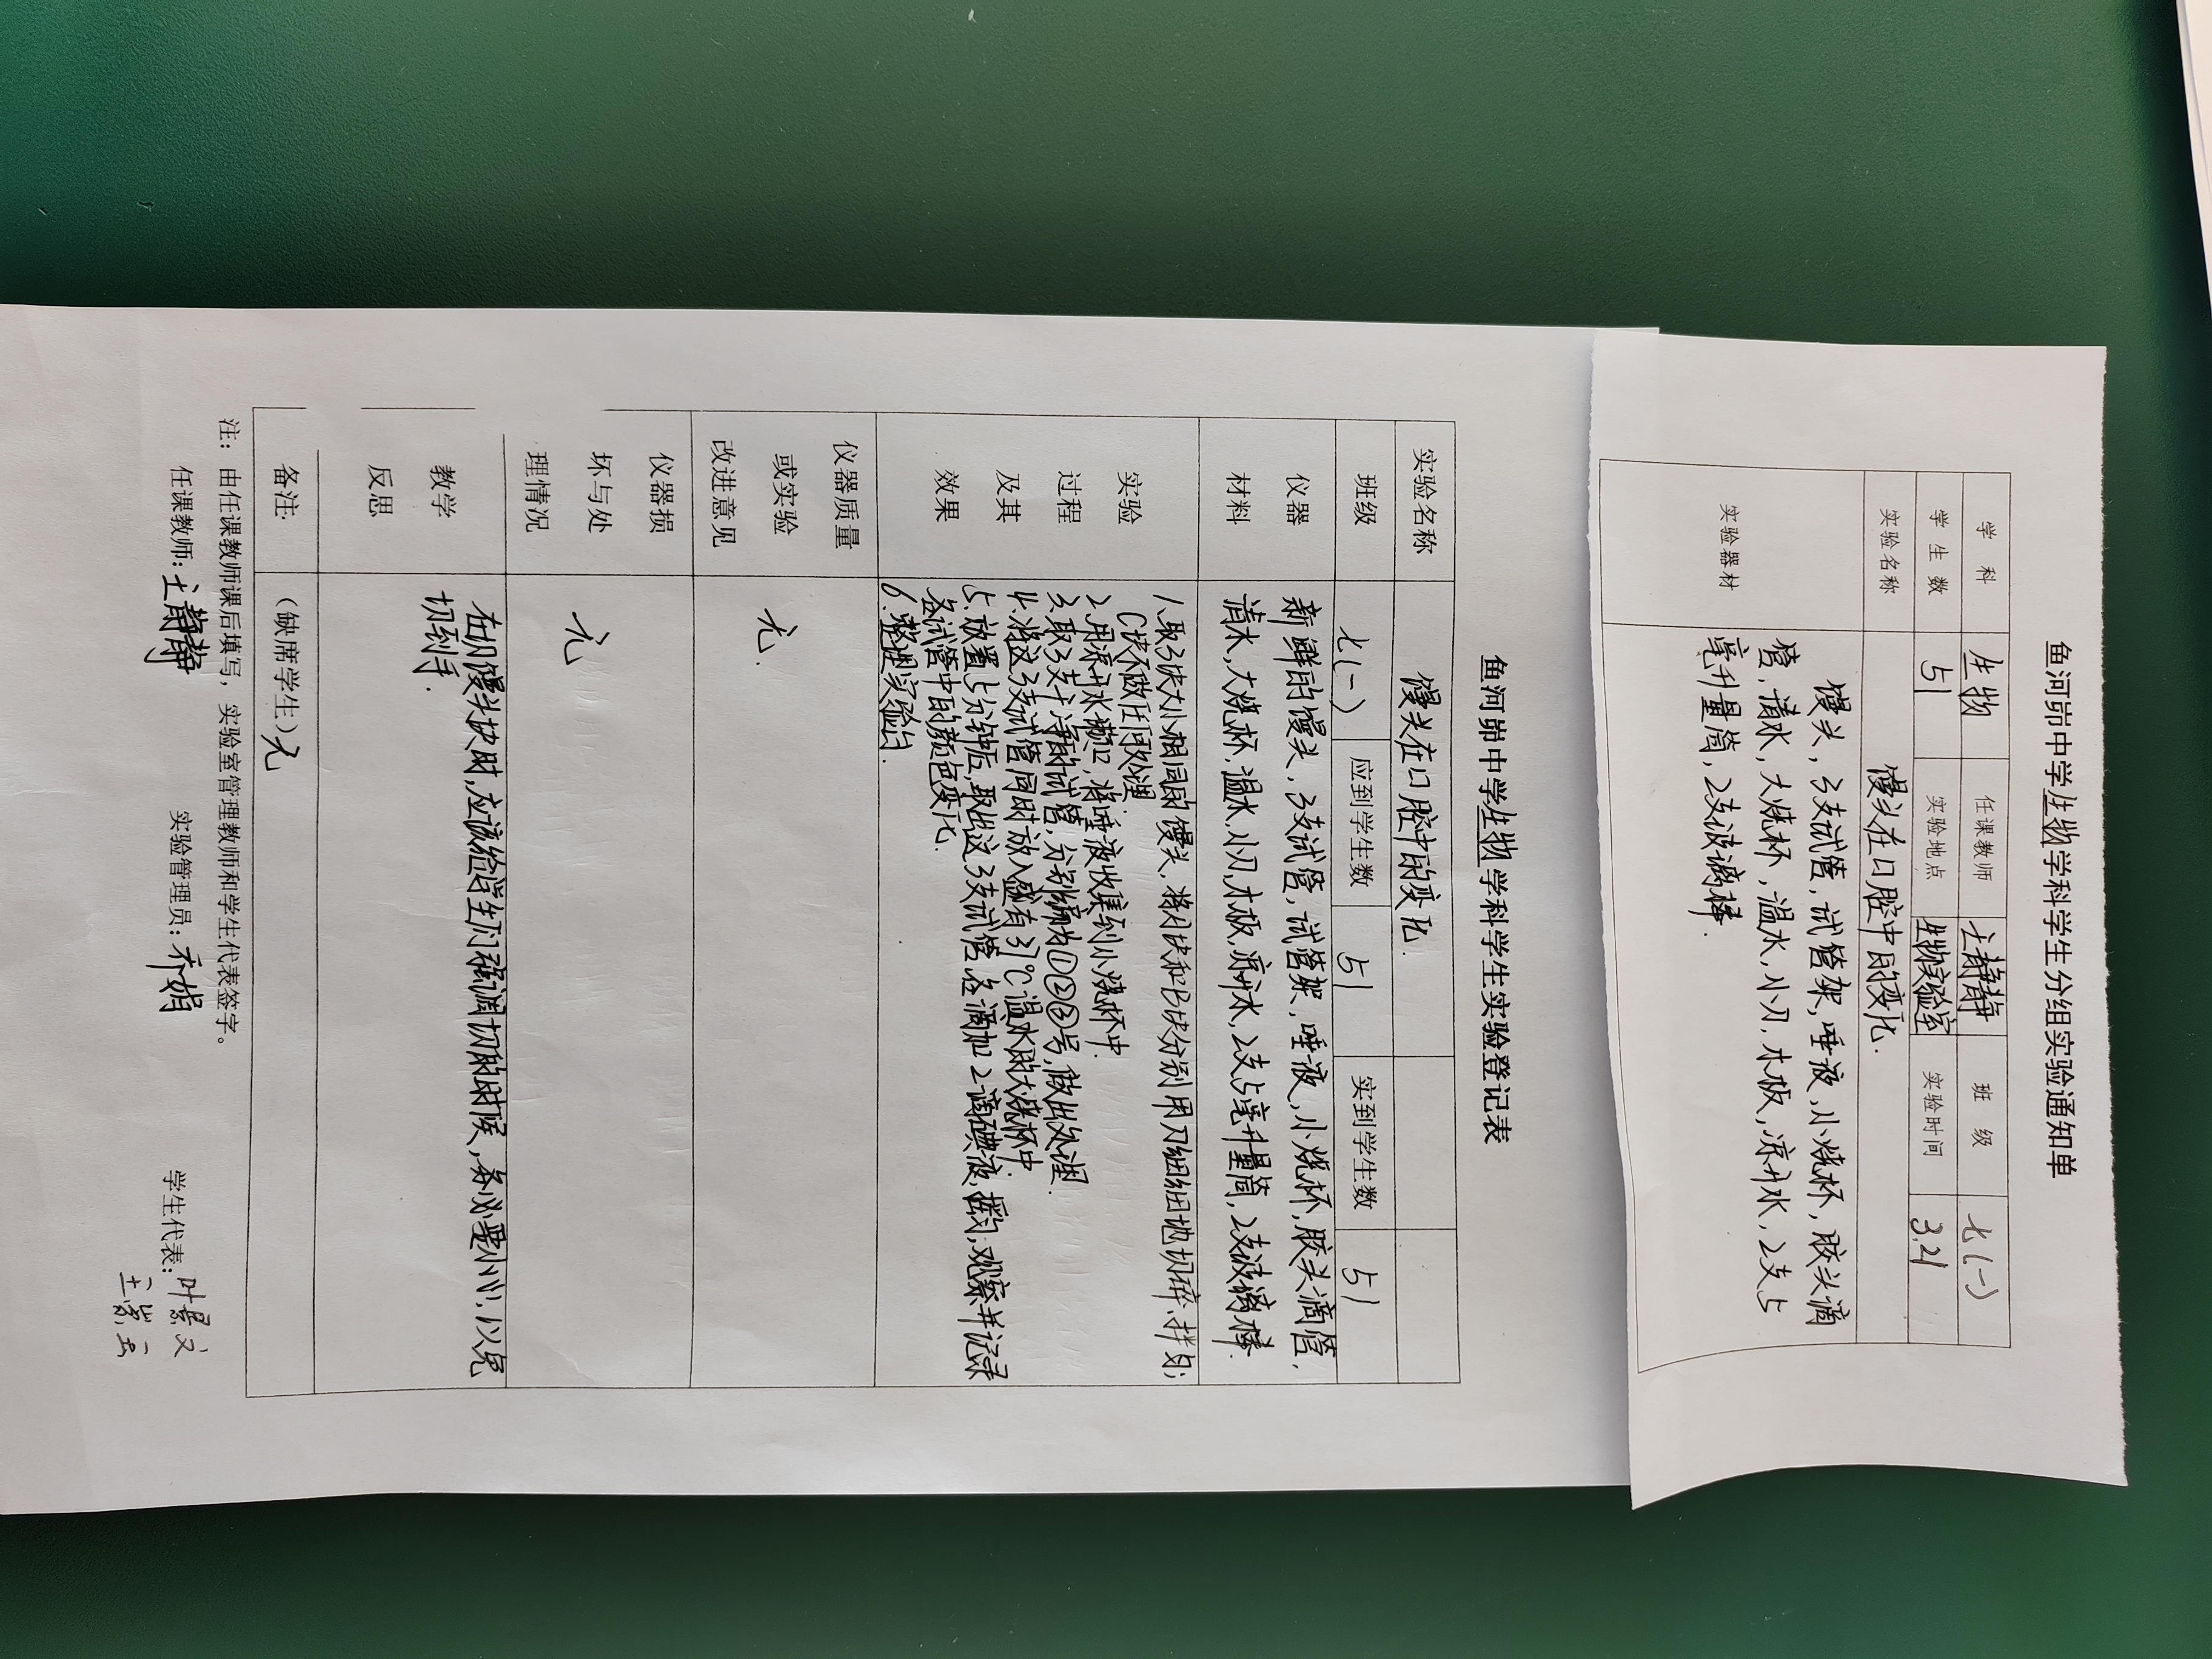 鱼河峁中学生物学科学生分组实验通知单
学 科 生物 任课教师 王静静 班 级 七(一)
学 生 数 51 实验地点 生物实验室 实验时间 3.21
实验名称 馒头在口腔中的变化.
实验器材 馒头,3支试管,试管架,唾液,小烧杯,胶头滴
管,清水,大烧杯,温水,小刀,木板,凉开水,2支5
毫升量筒,2支玻璃棒.
鱼河峁中学生物学科学生实验登记表
实验名称 馒头在口腔中的变化.
班级 七(一) 应到学生数 51 实到学生数 51
仪器 新鲜的馒头,3支试管,试管架,唾液,小烧杯,胶头滴管,
材料 清水,大烧杯,温水,小刀,木板,凉开水,2支5毫升量筒,2支玻璃棒.
实验
过程
及其
效果
1.取3块大小相同的馒头,将A块和B块分别用刀细细地切碎、拌匀;
C块不做任何处理.
2.用凉开水漱口,将唾液收集到小烧杯中.
3.取3支干净的试管,分别编为①②③号,做出处理.
4.将这3支试管同时放入盛有37℃温水的大烧杯中.
5.放置5分钟后,取出这3支试管,各滴加2滴碘液,摇匀,观察并记录
各试管中的颜色变化.
6.整理实验台.
仪器质量
或实验
改进意见
无.
仪器损
坏与处
理情况
无
教学
反思
在切馒头块时,应该给学生们强调切的时候,务必要小心,以免
切到手.
备注: (缺席学生)无
注: 由任课教师课后填写,实验室管理教师和学生代表签字。
任课教师: 王静静 实验管理员: 乔娟 学生代表: 叶景文
王紫玉